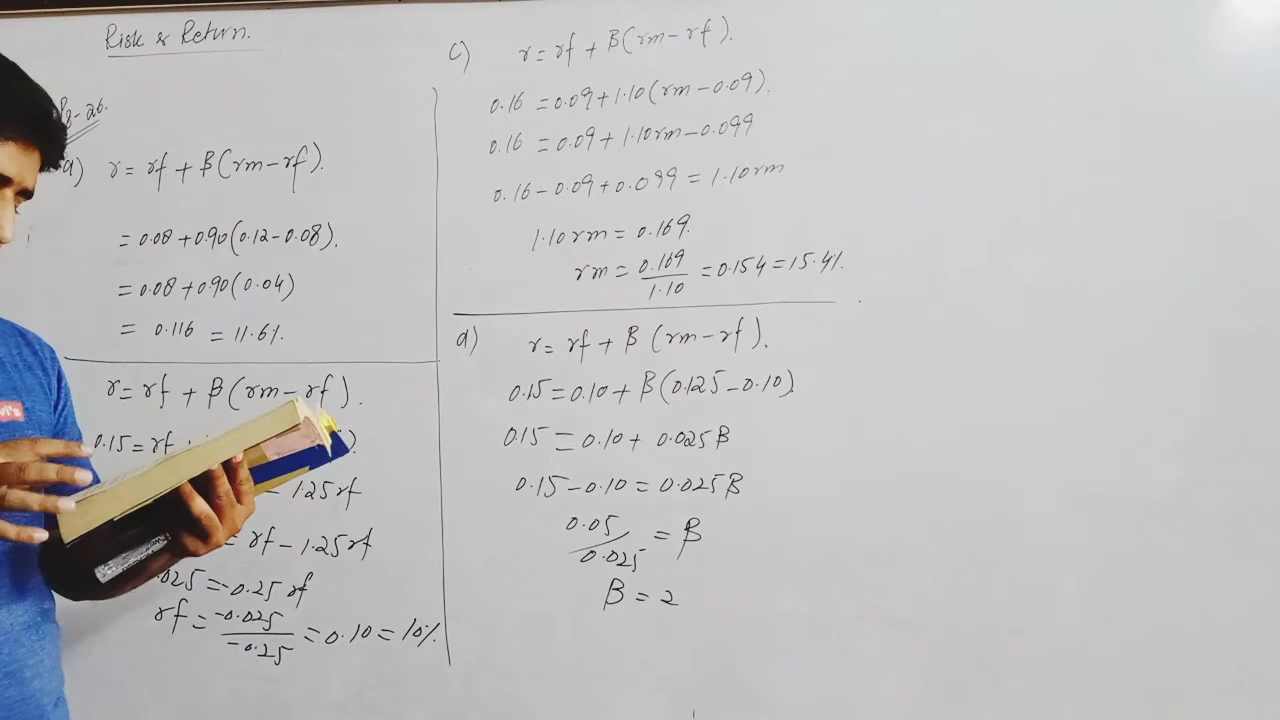 Risk & Return.
8-26.
a) r = rf + β(rm-rf).
= 0.08 + 0.90(0.12-0.08).
= 0.08 + 0.90(0.04)
= 0.116 = 11.6%.
r = rf + β(rm-rf).
0.15 = rf
- 1.25rf
= rf - 1.25rf
.025 = -0.25 rf
rf = -0.025 / -0.25 = 0.10 = 10%.
c) r = rf + β(rm-rf).
0.16 = 0.09 + 1.10(rm-0.09).
0.16 = 0.09 + 1.10rm - 0.099
0.16 - 0.09 + 0.099 = 1.10rm
1.10rm = 0.169.
rm = 0.169 / 1.10 = 0.154 = 15.4%.
d) r = rf + β (rm-rf).
0.15 = 0.10 + β(0.125-0.10)
0.15 = 0.10 + 0.025β
0.15 - 0.10 = 0.025β
0.05 / 0.025 = β
β = 2